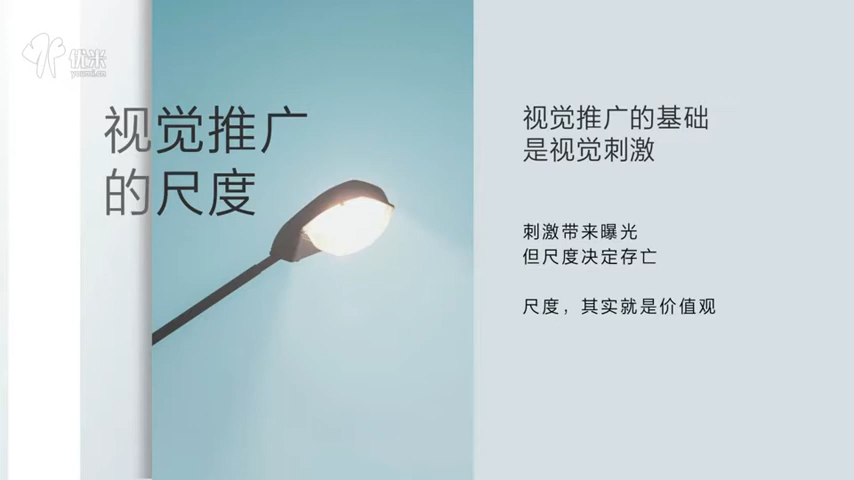 优米
youmi.cn
视觉推广
的尺度
视觉推广的基础
是视觉刺激
刺激带来曝光
但尺度决定存亡
尺度，其实就是价值观